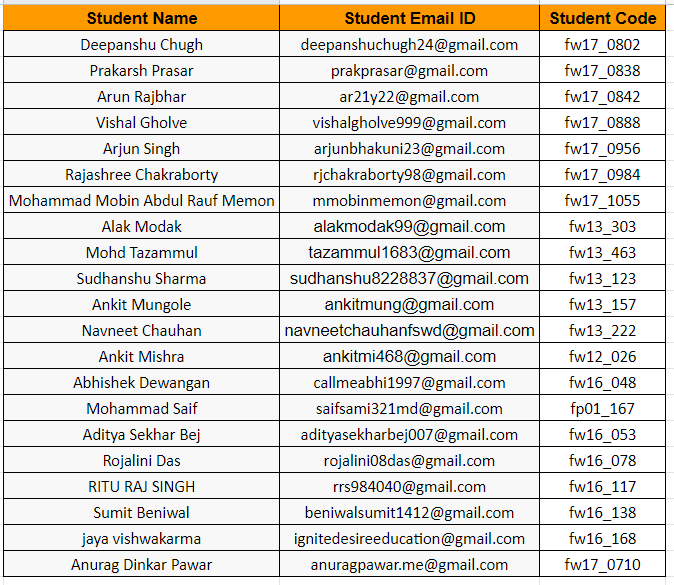 Student Name Student Email ID Student Code
Deepanshu Chugh deepanshuchugh24@gmail.com fw17_0802
Prakarsh Prasar prakprasar@gmail.com fw17_0838
Arun Rajbhar ar21y22@gmail.com fw17_0842
Vishal Gholve vishalgholve999@gmail.com fw17_0888
Arjun Singh arjunbhakuni23@gmail.com fw17_0956
Rajashree Chakraborty rjchakraborty98@gmail.com fw17_0984
Mohammad Mobin Abdul Rauf Memon mmobinmemon@gmail.com fw17_1055
Alak Modak alakmodak99@gmail.com fw13_303
Mohd Tazammul tazammul1683@gmail.com fw13_463
Sudhanshu Sharma sudhanshu8228837@gmail.com fw13_123
Ankit Mungole ankitmung@gmail.com fw13_157
Navneet Chauhan navneetchauhanfswd@gmail.com fw13_222
Ankit Mishra ankitmi468@gmail.com fw12_026
Abhishek Dewangan callmeabhi1997@gmail.com fw16_048
Mohammad Saif saifsami321md@gmail.com fp01_167
Aditya Sekhar Bej adityasekharbej007@gmail.com fw16_053
Rojalini Das rojalini08das@gmail.com fw16_078
RITU RAJ SINGH rrs984040@gmail.com fw16_117
Sumit Beniwal beniwalsumit1412@gmail.com fw16_138
jaya vishwakarma ignitedesireeducation@gmail.com fw16_168
Anurag Dinkar Pawar anuragpawar.me@gmail.com fw17_0710